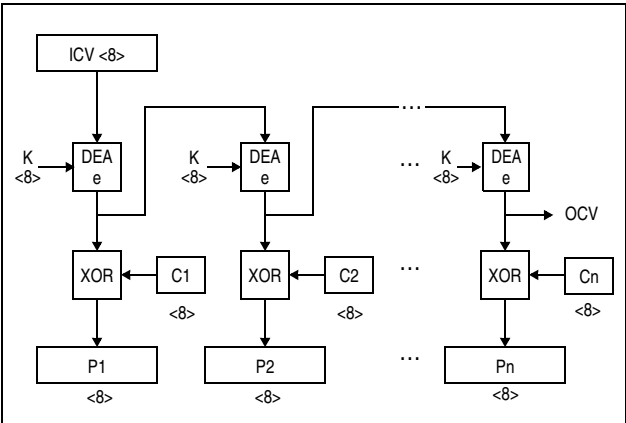 ICV <8>
...
K
<8>
DEA
e
K
<8>
DEA
e
...
K
<8>
DEA
e
OCV
XOR
C1
<8>
XOR
C2
<8>
...
XOR
Cn
<8>
P1
<8>
P2
<8>
...
Pn
<8>